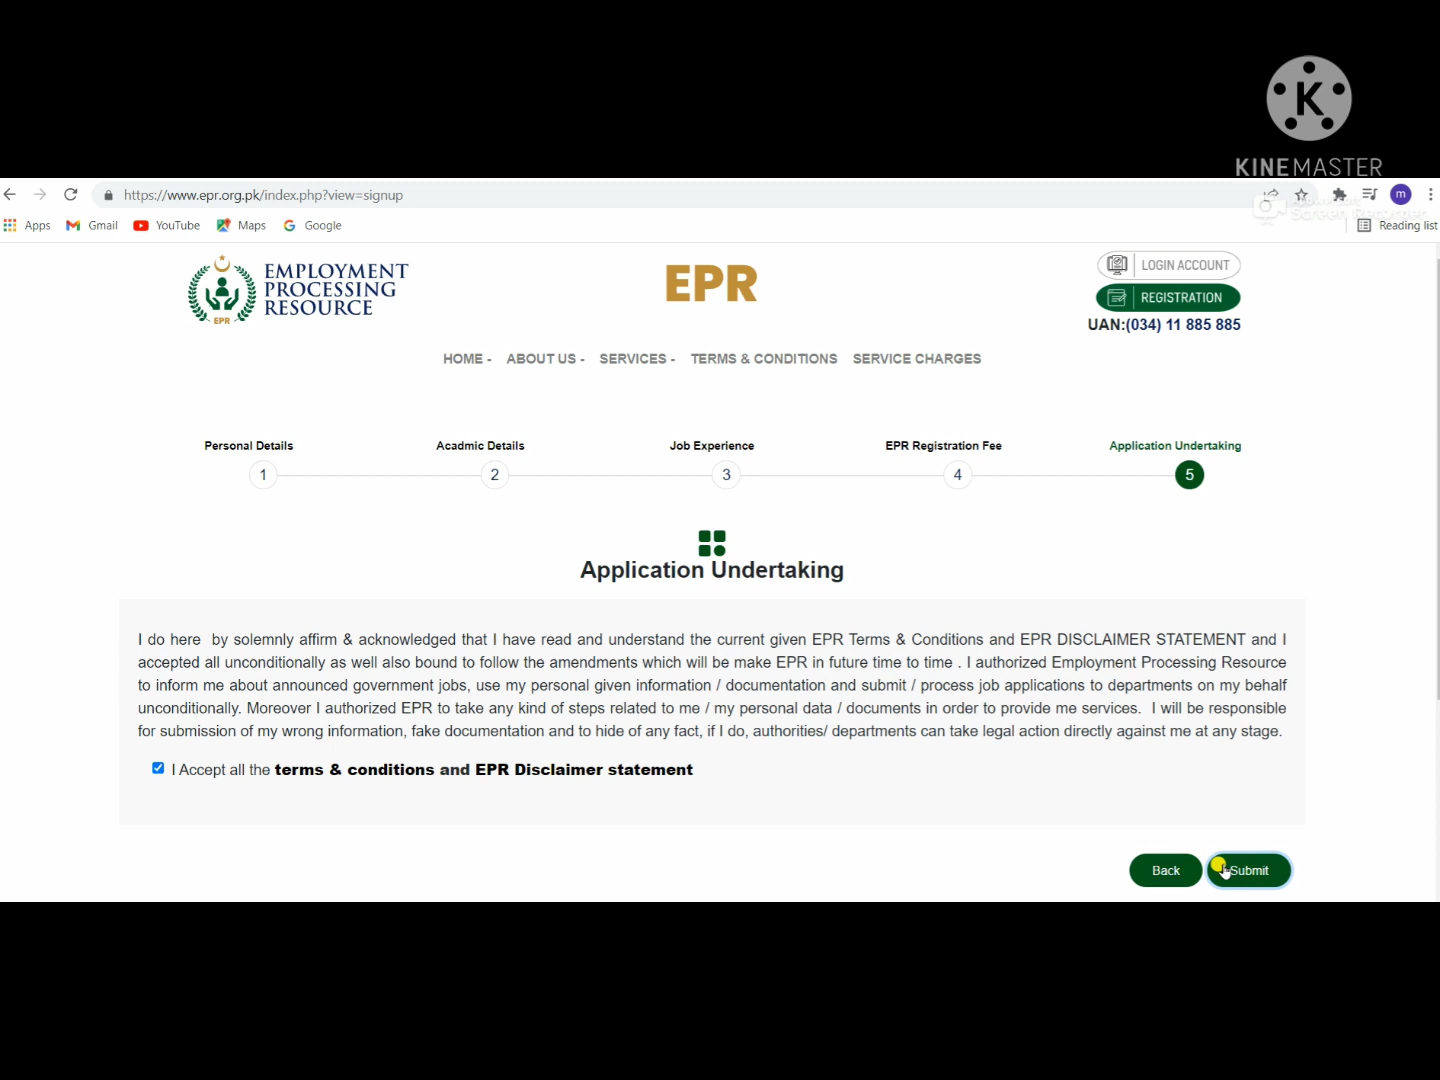 K
KINEMASTER
https://www.epr.org.pk/index.php?view=signup
m
Apps
Gmail
YouTube
Maps
Google
Screen Recorder
Reading list
EPR
EMPLOYMENT
PROCESSING
RESOURCE
EPR
LOGIN ACCOUNT
REGISTRATION
UAN:(034) 11 885 885
HOME - ABOUT US - SERVICES - TERMS & CONDITIONS SERVICE CHARGES
Personal Details
Acadmic Details
Job Experience
EPR Registration Fee
Application Undertaking
1
2
3
4
5
Application Undertaking
I do here by solemnly affirm & acknowledged that I have read and understand the current given EPR Terms & Conditions and EPR DISCLAIMER STATEMENT and I
accepted all unconditionally as well also bound to follow the amendments which will be make EPR in future time to time . I authorized Employment Processing Resource
to inform me about announced government jobs, use my personal given information / documentation and submit / process job applications to departments on my behalf
unconditionally. Moreover I authorized EPR to take any kind of steps related to me / my personal data / documents in order to provide me services. I will be responsible
for submission of my wrong information, fake documentation and to hide of any fact, if I do, authorities/ departments can take legal action directly against me at any stage.
I Accept all the terms & conditions and EPR Disclaimer statement
Back
Submit